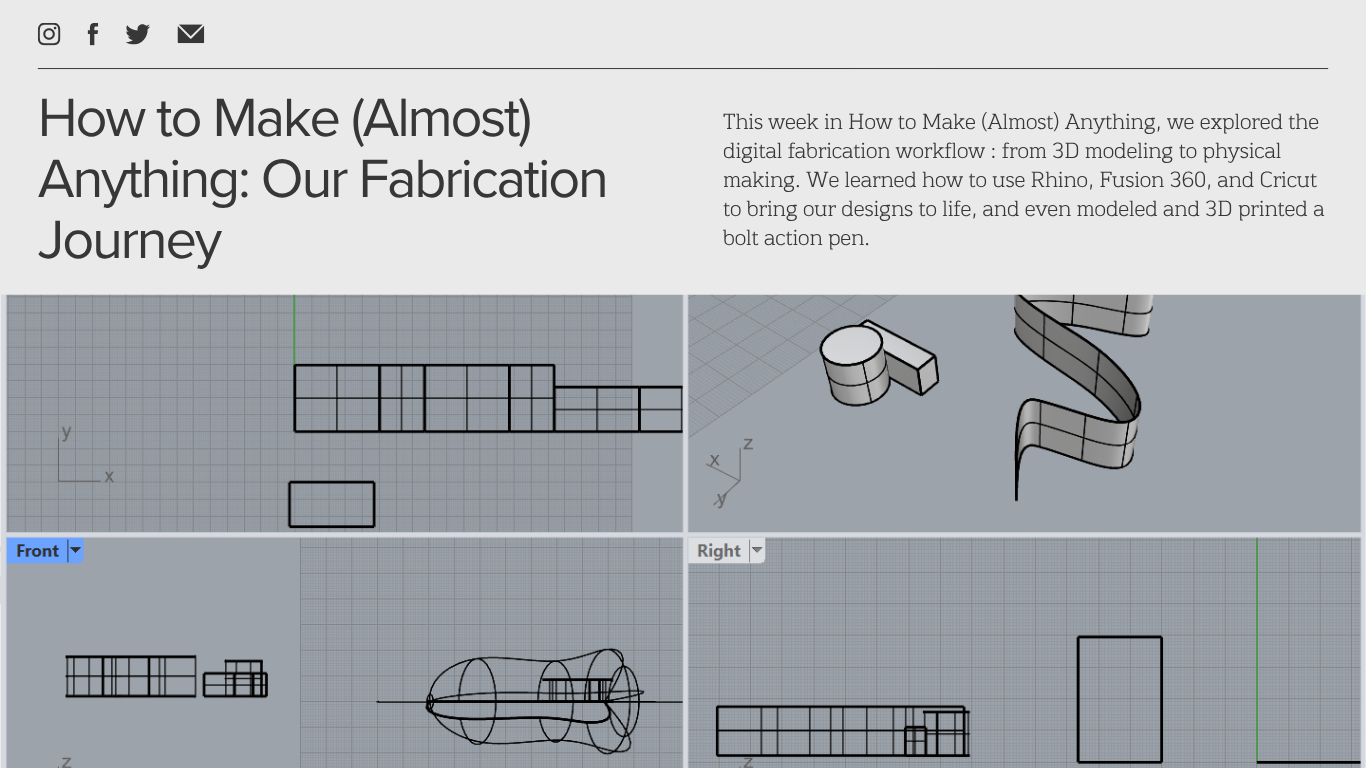 How to Make (Almost)
Anything: Our Fabrication
Journey
This week in How to Make (Almost) Anything, we explored the
digital fabrication workflow : from 3D modeling to physical
making. We learned how to use Rhino, Fusion 360, and Cricut
to bring our designs to life, and even modeled and 3D printed a
bolt action pen.
y
x
z
x
y
Front
Right
z
z